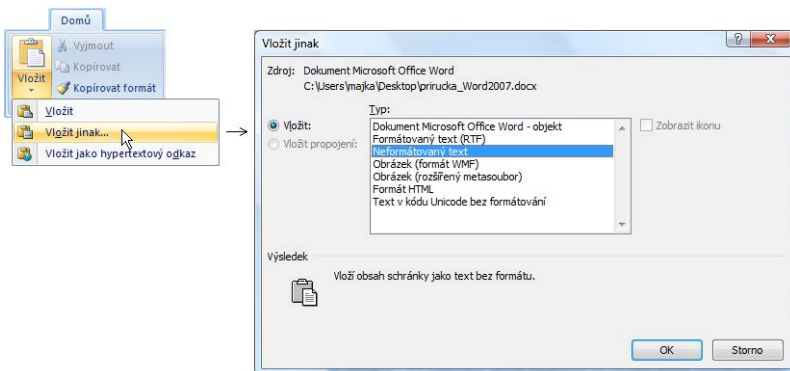 Domů
Vyjmout
Kopírovat
Vložit
Kopírovat formát
Vložit
Vložit jinak...
Vložit jako hypertextový odkaz
Vložit jinak
Zdroj: Dokument Microsoft Office Word
C:\Users\majka\Desktop\prirucka_Word2007.docx
Typ:
Vložit:
Vložit propojení:
Dokument Microsoft Office Word - objekt
Formátovaný text (RTF)
Neformátovaný text
Obrázek (formát WMF)
Obrázek (rozšířený metasoubor)
Formát HTML
Text v kódu Unicode bez formátování
Zobrazit ikonu
Výsledek
Vloží obsah schránky jako text bez formátu.
OK
Storno